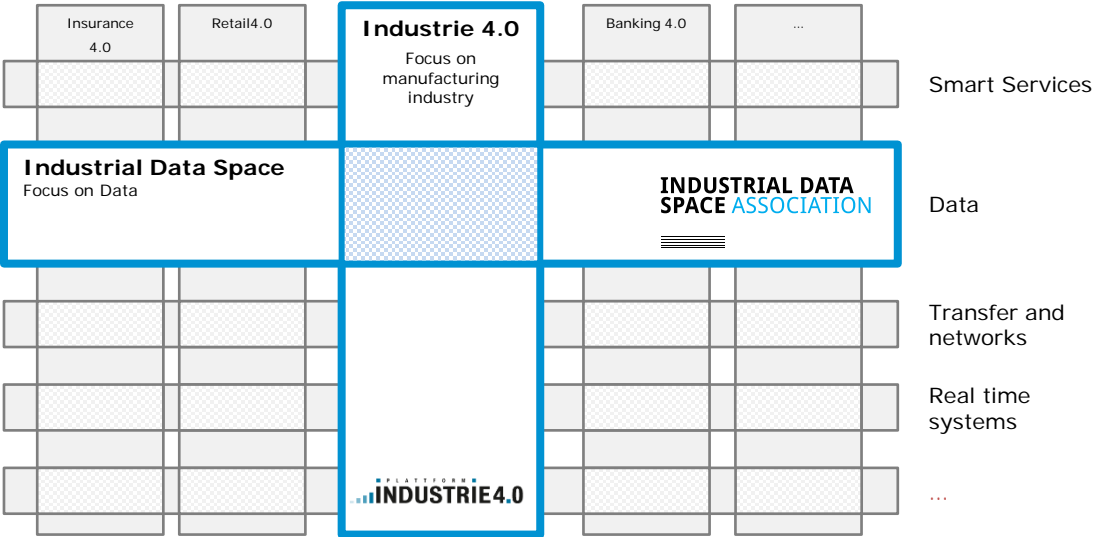 Insurance
4.0
Retail4.0
Industrie 4.0
Focus on
manufacturing
industry
Banking 4.0
...
Smart Services
Industrial Data Space
Focus on Data
INDUSTRIAL DATA
SPACE ASSOCIATION
Data
Transfer and
networks
Real time
systems
PLATTFORM
INDUSTRIE4.0
...